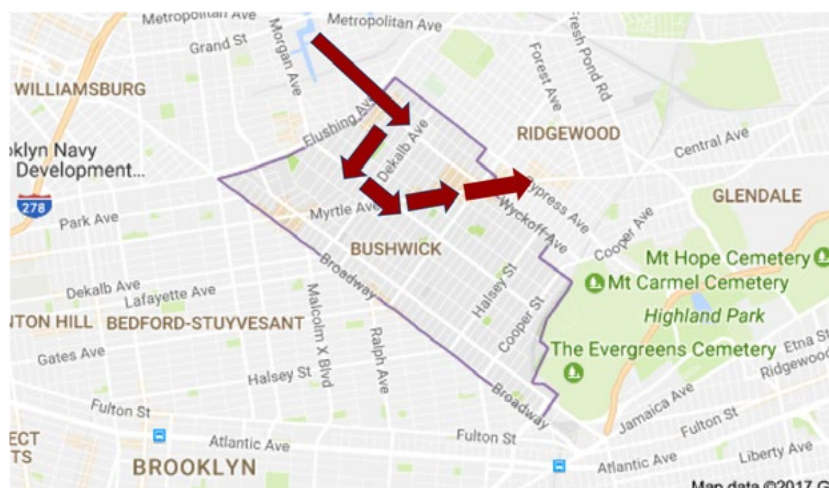 Metropolitan Ave
Metropolitan Ave
Grand St
Morgan Ave
Fresh Pond Rd
Forest Ave
WILLIAMSBURG
Flushing Ave
RIDGEWOOD
Dekalb Ave
Central Ave
oklyn Navy
Development...
278
Park Ave
Myrtle Ave
Cypress Ave
Wyckoff Ave
GLENDALE
Cooper Ave
BUSHWICK
Mt Hope Cemetery
Mt Carmel Cemetery
Dekalb Ave
Lafayette Ave
Broadway
Halsey St
Highland Park
NTON HILL
BEDFORD-STUYVESANT
Malcolm X Blvd
Ralph Ave
Cooper St
The Evergreens Cemetery
Etna St
Ridgewood
Gates Ave
Halsey St
Jamaica Ave
Broadway
Fulton St
Fulton St
ECT
TS
Atlantic Ave
Atlantic Ave
Liberty Ave
BROOKLYN
Map data ©2017 G